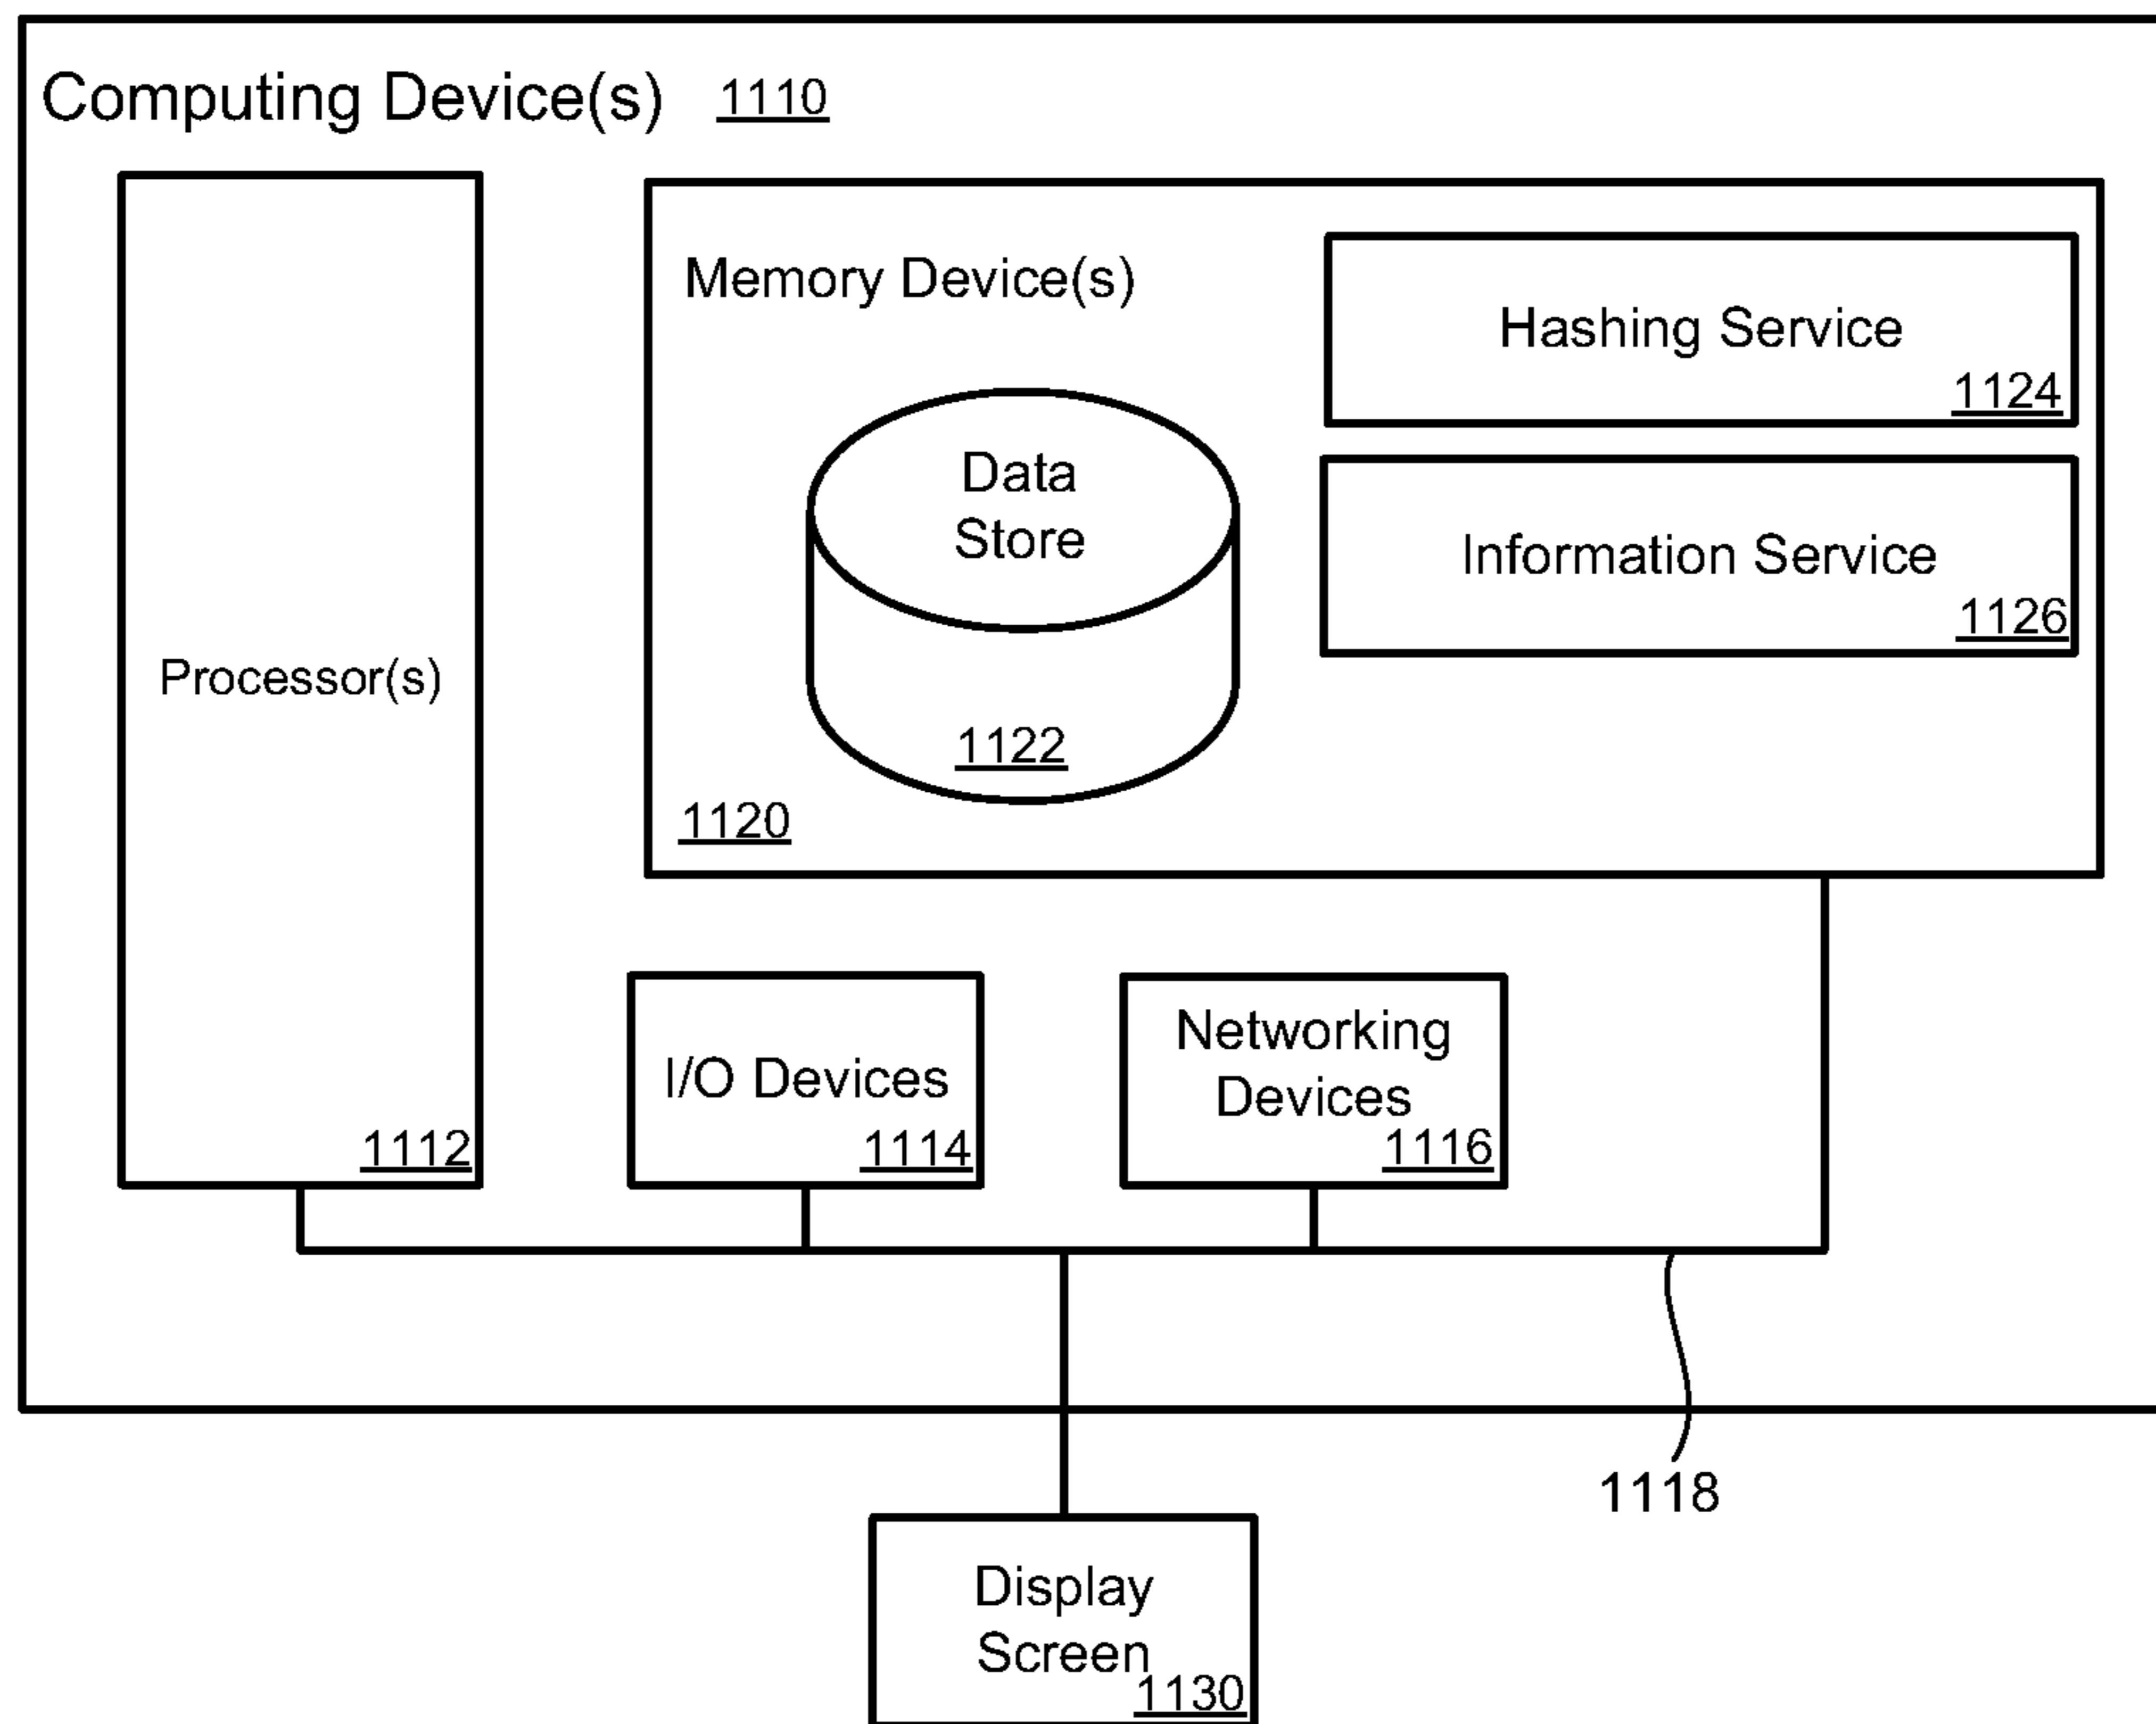 Computing Device(s) 1110
Memory Device(s)
Hashing Service
1124
Data
Store
Information Service
1126
Processor(s)
1122
1120
Networking
Devices
I/O Devices
1112
1114
1116
1118
Display
Screen
1130